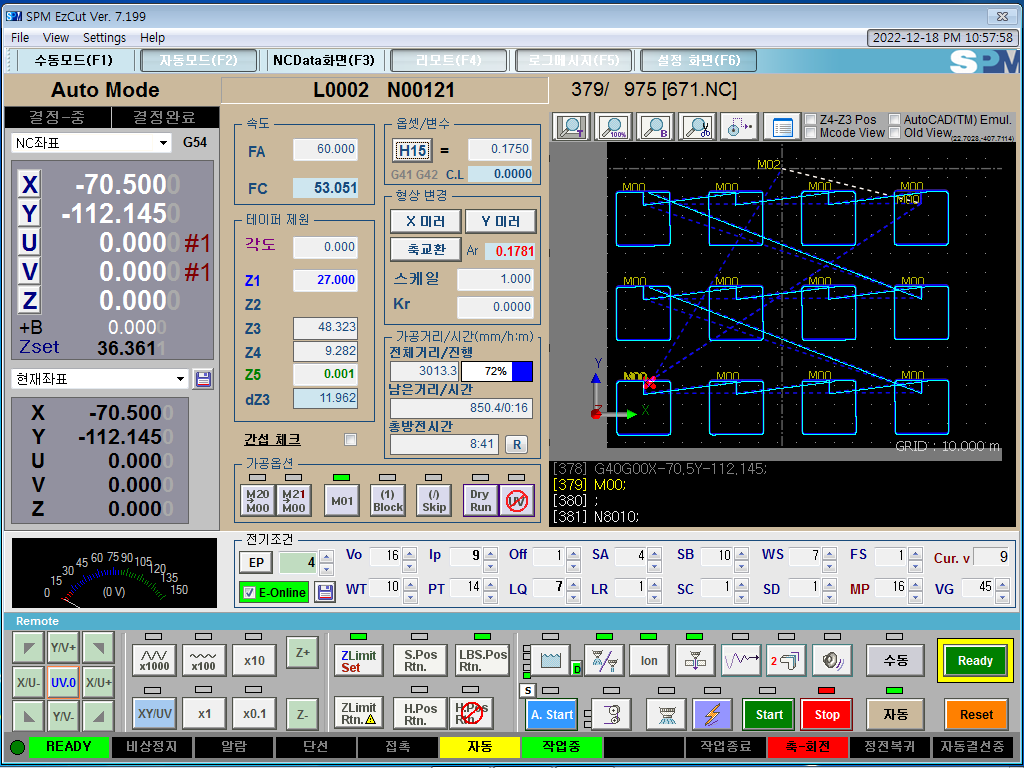 SPM EzCut Ver. 7.199
File View Settings Help
2022-12-18 PM 10:57:58
수동모드(F1) 자동모드(F2) NCData화면(F3) 리모트(F4) 로그메시지(F5) 설정 화면(F6) SPM
Auto Mode L0002 N00121 379/ 975 [671.NC]
결정-중 결정완료
NC좌표 G54
X -70.5000
Y -112.1450
U 0.0000 #1
V 0.0000 #1
Z 0.0000
+B 0.0000
Zset 36.3611
현재좌표
X -70.5000
Y -112.1450
U 0.0000
V 0.0000
Z 0.0000
속도
FA 60.000
FC 53.051
테이퍼 제원
각도 0.000
Z1 27.000
Z2
Z3 48.323
Z4 9.282
Z5 0.001
dZ3 11.962
간섭 체크
옵셋/변수
H15 = 0.1750
G41 G42 C.L 0.0000
형상 변경
X 미러 Y 미러
축교환 Ar 0.1781
스케일 1.000
Kr 0.0000
가공거리/시간(mm/h:m)
전체거리/진행
3013.3 72%
남은거리/시간
850.4/0:16
총방전시간
8:41 R
가공옵션
M20 M00 M21 M00 M01 (1) Block (/) Skip Dry Run UV
T 100% B
Z4-Z3 Pos AutoCAD(TM) Emul.
Mcode View Old View (22.7028,-407.7114)
M02
M00 M00 M00 M00
M00
M00 M00 M00 M00
M00 M00 M00 M00
Y
X
GRID : 10.000 m
[378] G40G00X-70,5Y-112,145;
[379] M00;
[380] ;
[381] N8010;
0 15 30 45 60 75 90 105 120 135 150
(0 V)
전기조건
EP 4 Vo 16 Ip 9 Off 1 SA 4 SB 10 WS 7 FS 1 Cur. v 9
E-Online WT 10 PT 14 LQ 7 LR 1 SC 1 SD 1 MP 16 VG 45
Remote
Y/V+ x1000 x100 x10 Z+ ZLimit Set S.Pos Rtn. LBS.Pos Rtn. D Ion 2 수동 Ready
X/U- UV.0 X/U+
Y/V- XY/UV x1 x0.1 Z- ZLimit Rtn. H.Pos Rtn. H.Pos Rtn. S A. Start Start Stop 자동 Reset
READY 비상정지 알람 단선 접촉 자동 작업중 작업종료 축-회전 정전복귀 자동결선중